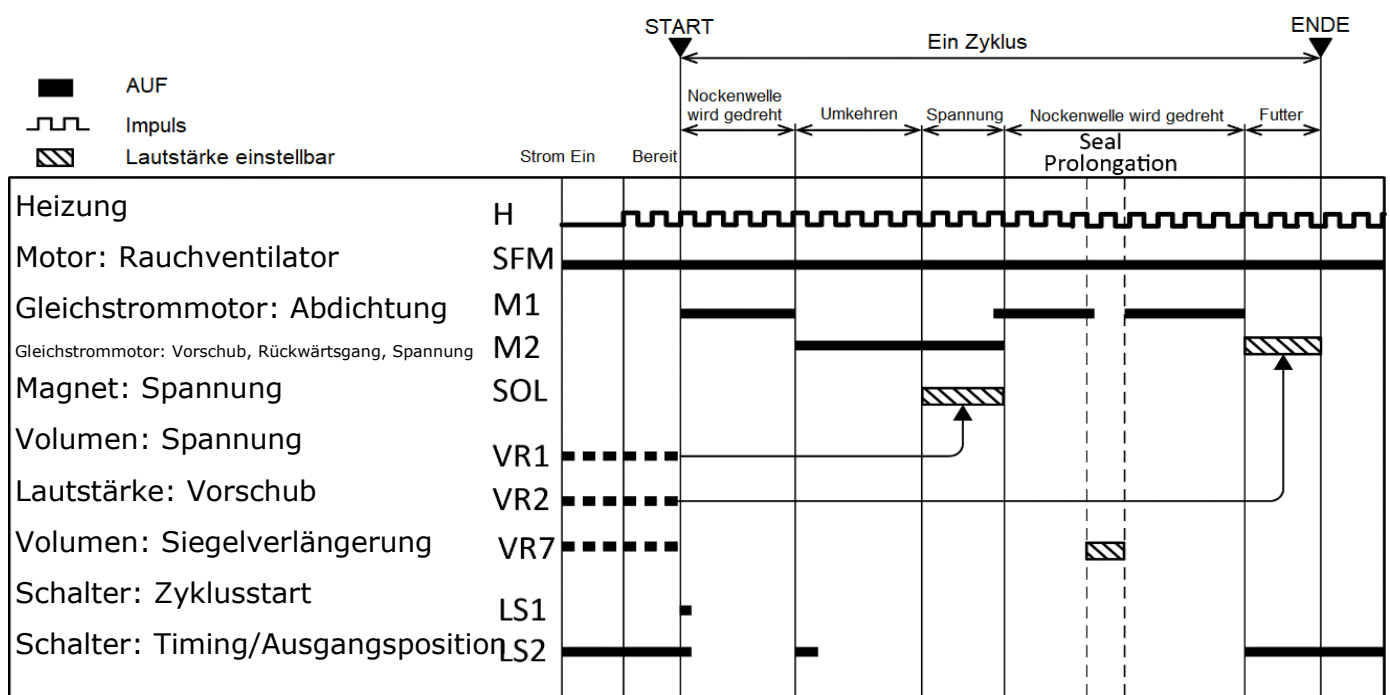 START
ENDE
Ein Zyklus
AUF
Nockenwelle
wird gedreht
Umkehren
Spannung
Nockenwelle wird gedreht
Futter
Impuls
Lautstärke einstellbar
Strom Ein
Bereit
Seal
Prolongation
Heizung H
Motor: Rauchventilator SFM
Gleichstrommotor: Abdichtung M1
Gleichstrommotor: Vorschub, Rückwärtsgang, Spannung M2
Magnet: Spannung SOL
Volumen: Spannung VR1
Lautstärke: Vorschub VR2
Volumen: Siegelverlängerung VR7
Schalter: Zyklusstart LS1
Schalter: Timing/Ausgangsposition LS2